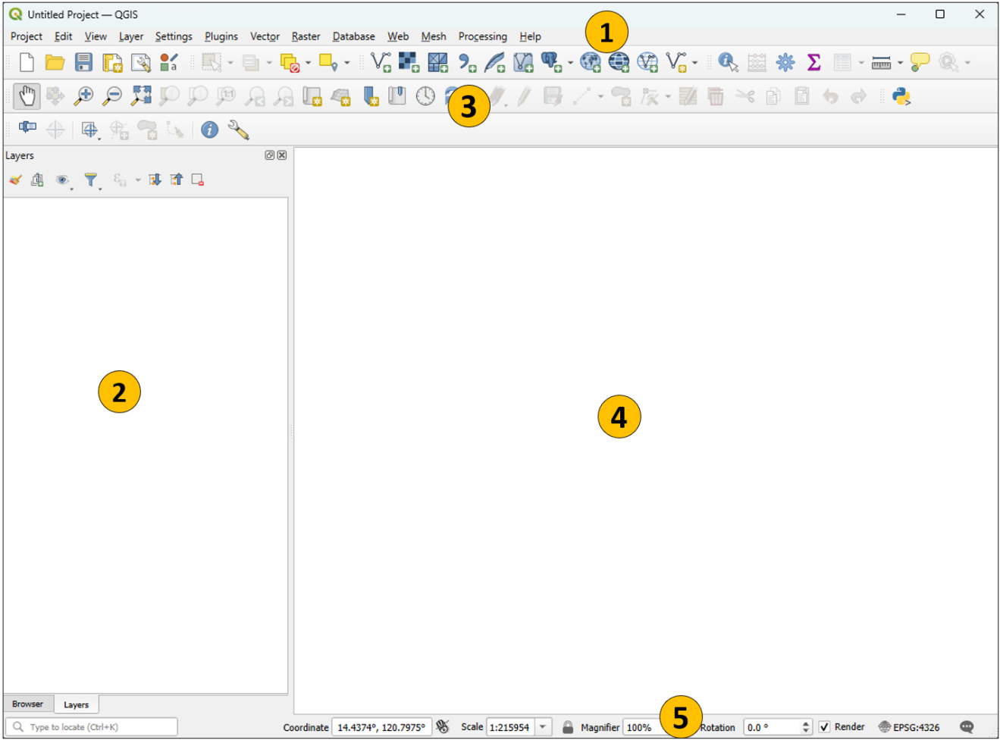 Untitled Project — QGIS
Project Edit View Layer Settings Plugins Vector Raster Database Web Mesh Processing Help
1
a
3
1:1
Layers
2
4
Browser Layers
Type to locate (Ctrl+K) Coordinate 14.4374°, 120.7975° Scale 1:215954 Magnifier 100% 5 Rotation 0.0 ° Render EPSG:4326